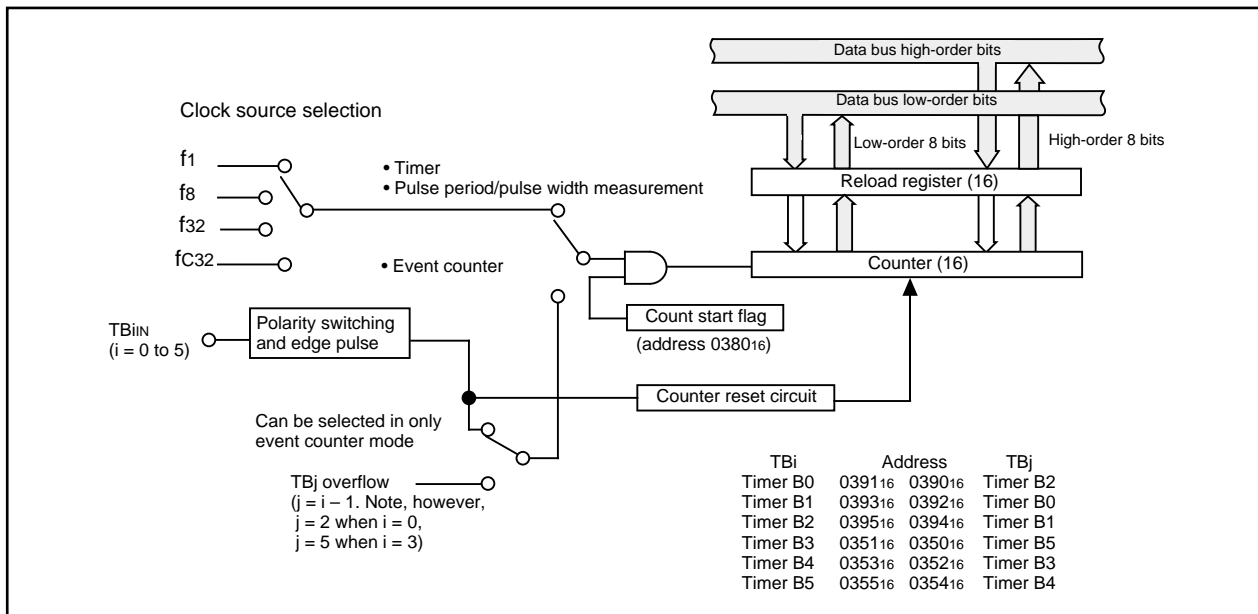 Data bus high-order bits
Data bus low-order bits
Clock source selection
Low-order 8 bits
High-order 8 bits
f1
f8
f32
fC32
• Timer
• Pulse period/pulse width measurement
• Event counter
Reload register (16)
Counter (16)
Count start flag
(address 038016)
TBiIN
(i = 0 to 5)
Polarity switching
and edge pulse
Counter reset circuit
Can be selected in only
event counter mode
TBj overflow
(j = i – 1. Note, however,
j = 2 when i = 0,
j = 5 when i = 3)
TBi Address TBj
Timer B0 039116 039016 Timer B2
Timer B1 039316 039216 Timer B0
Timer B2 039516 039416 Timer B1
Timer B3 035116 035016 Timer B5
Timer B4 035316 035216 Timer B3
Timer B5 035516 035416 Timer B4